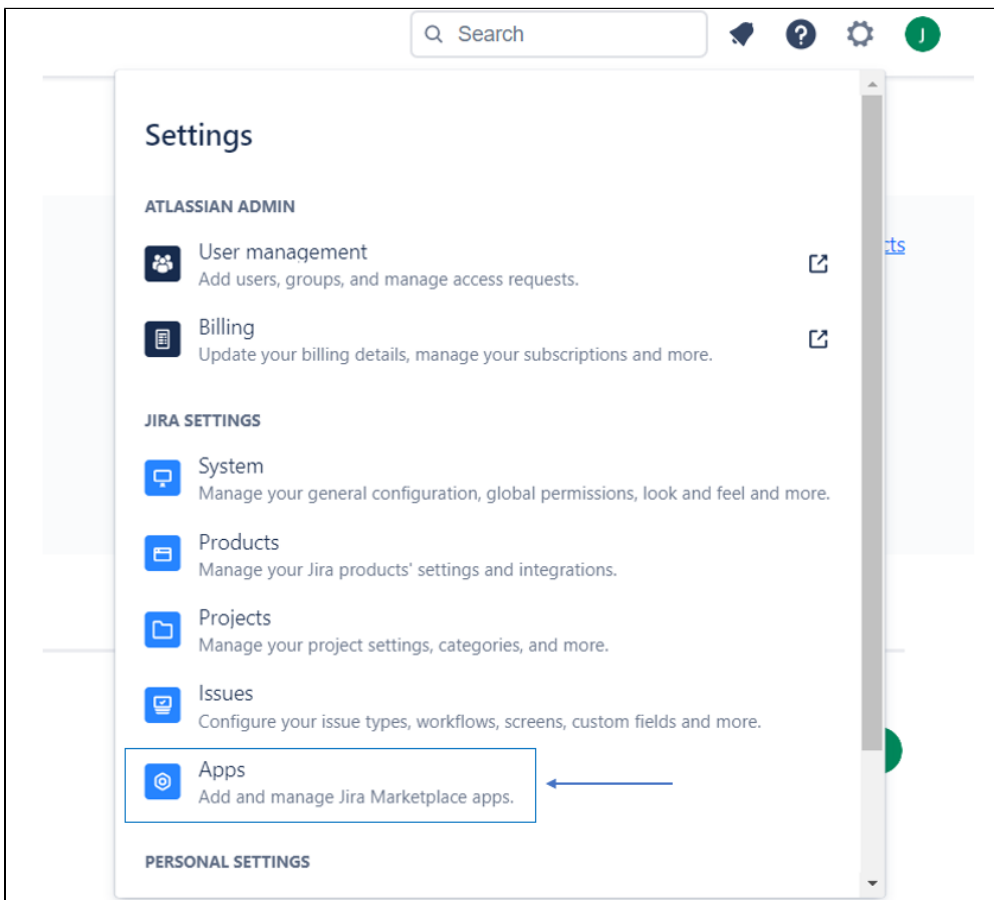 Search
J
Settings
ATLASSIAN ADMIN
User management
Add users, groups, and manage access requests.
cts
Billing
Update your billing details, manage your subscriptions and more.
JIRA SETTINGS
System
Manage your general configuration, global permissions, look and feel and more.
Products
Manage your Jira products' settings and integrations.
Projects
Manage your project settings, categories, and more.
Issues
Configure your issue types, workflows, screens, custom fields and more.
Apps
Add and manage Jira Marketplace apps.
PERSONAL SETTINGS